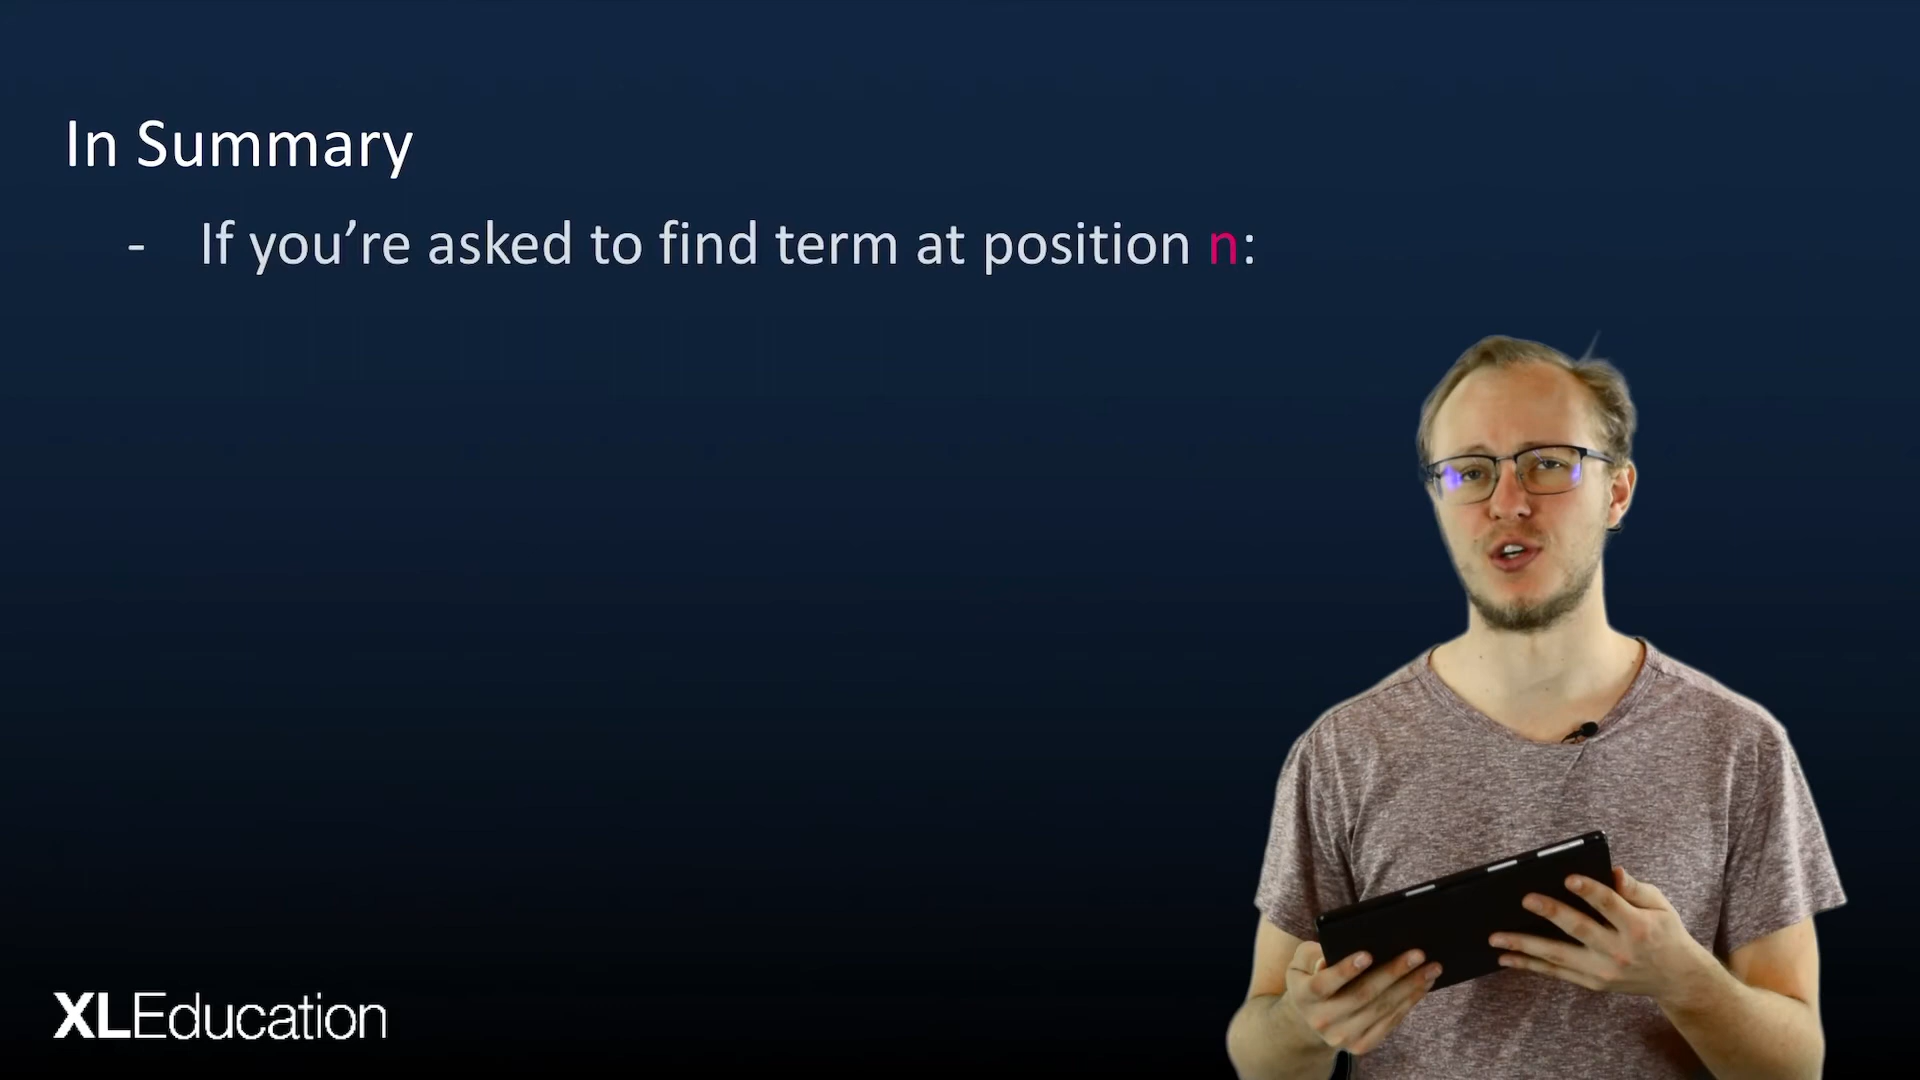 In Summary
- If you’re asked to find term at position n:
XLEducation